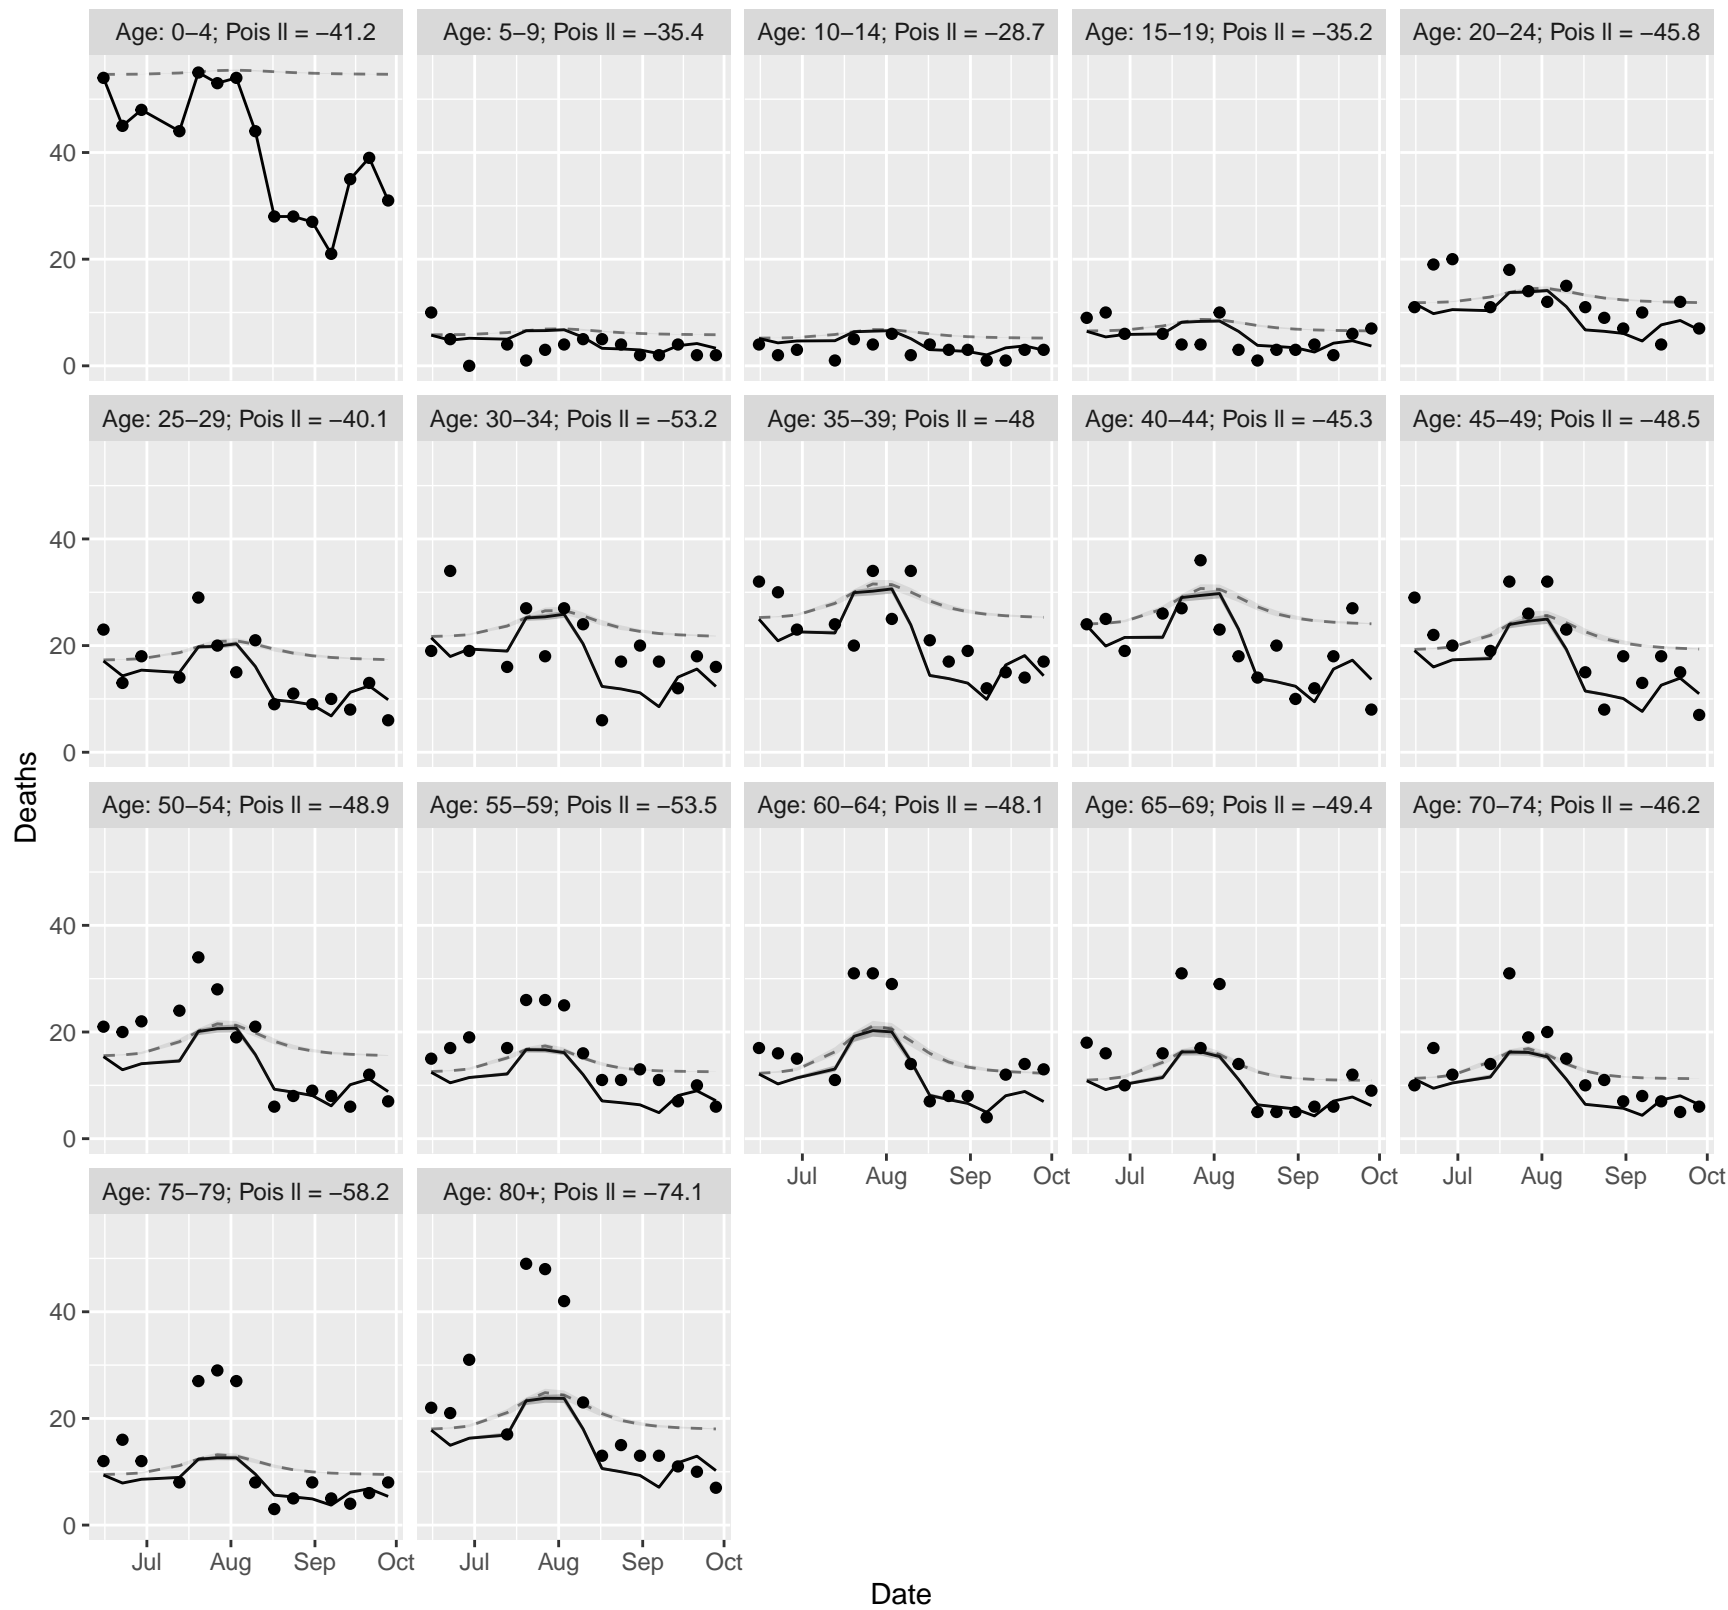 Age: 0−4; Pois ll = −41.2
Age: 5−9; Pois ll = −35.4
Age: 10−14; Pois ll = −28.7
Age: 15−19; Pois ll = −35.2
Age: 20−24; Pois ll = −45.8
40
20
0
Age: 25−29; Pois ll = −40.1
Age: 30−34; Pois ll = −53.2
Age: 35−39; Pois ll = −48
Age: 40−44; Pois ll = −45.3
Age: 45−49; Pois ll = −48.5
40
20
0
Deaths
Age: 50−54; Pois ll = −48.9
Age: 55−59; Pois ll = −53.5
Age: 60−64; Pois ll = −48.1
Age: 65−69; Pois ll = −49.4
Age: 70−74; Pois ll = −46.2
40
20
0
Jul Aug Sep Oct
Jul Aug Sep Oct
Jul Aug Sep Oct
Age: 75−79; Pois ll = −58.2
Age: 80+; Pois ll = −74.1
40
20
0
Jul Aug Sep Oct
Jul Aug Sep Oct
Date